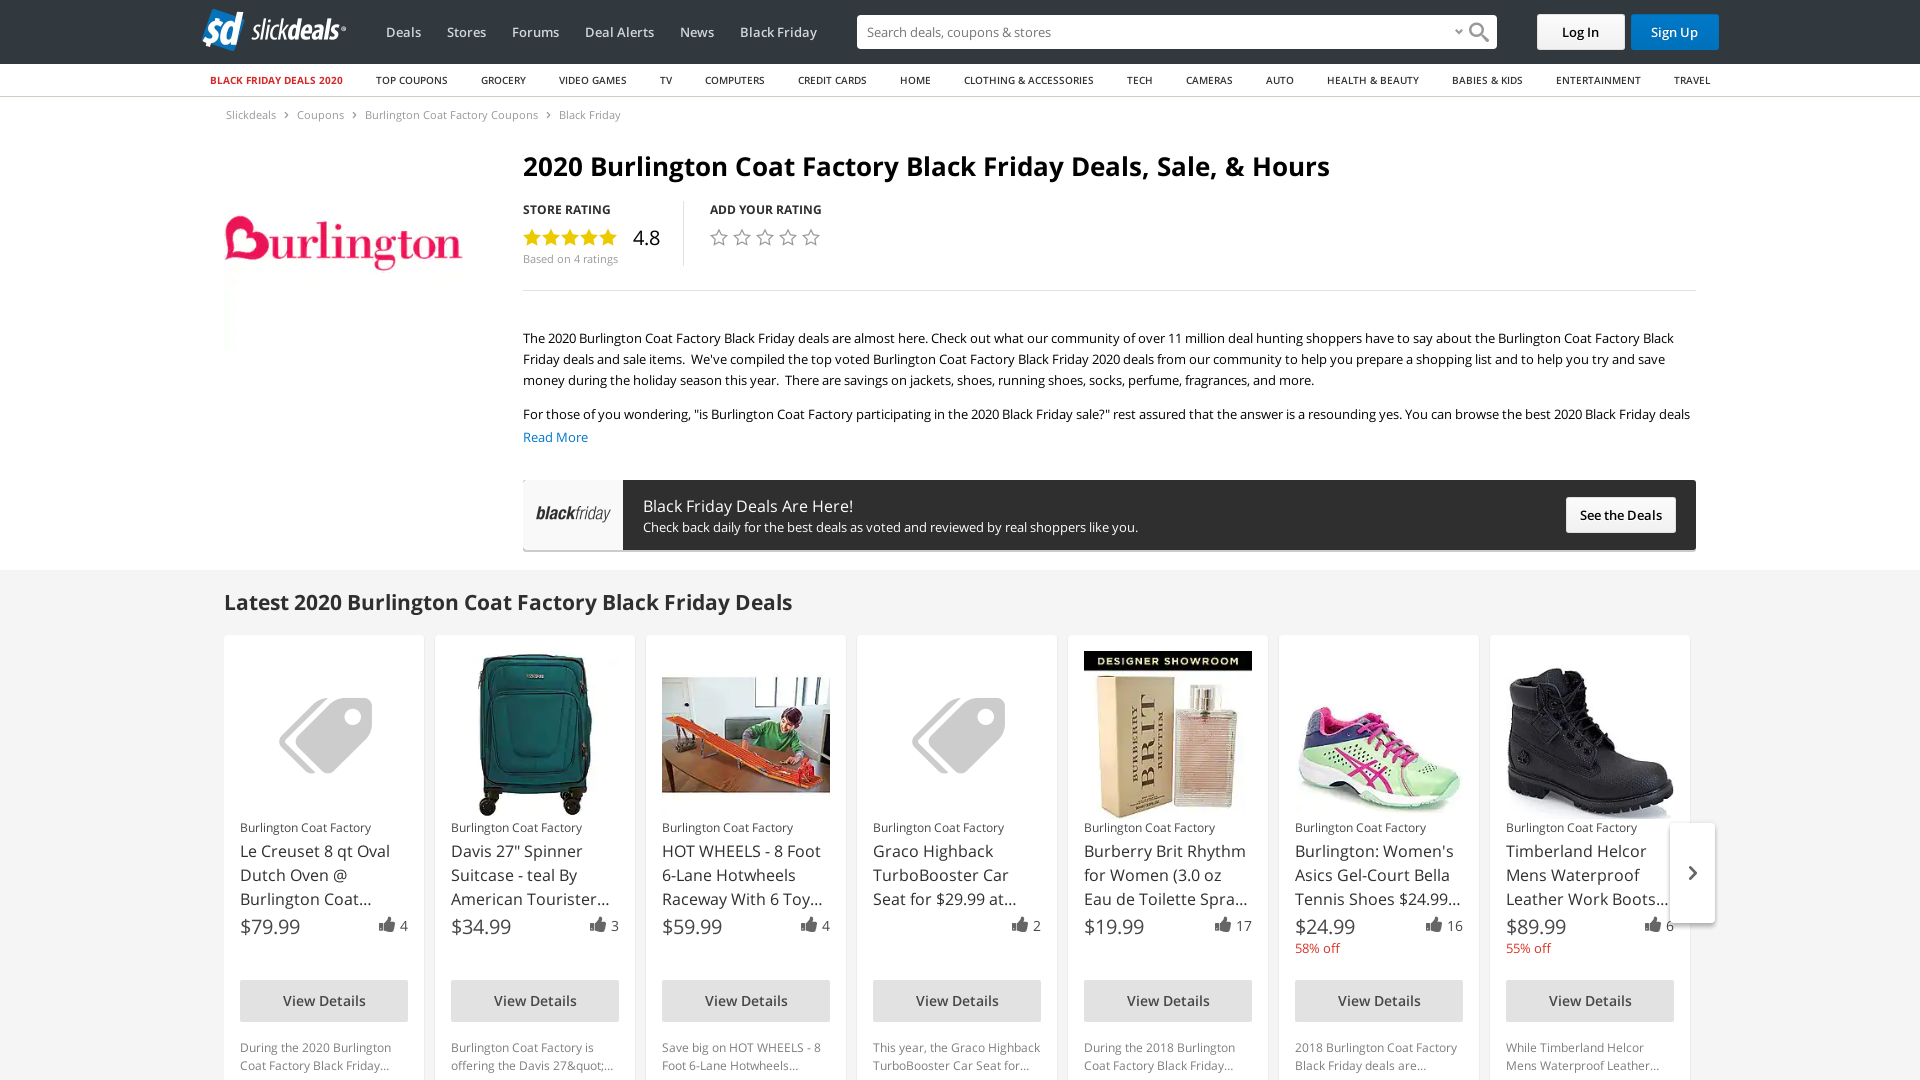 sd slickdeals
Deals
Stores
Forums
Deal Alerts
News
Black Friday
Search deals, coupons & stores
Log In
Sign Up
BLACK FRIDAY DEALS 2020
TOP COUPONS
GROCERY
VIDEO GAMES
TV
COMPUTERS
CREDIT CARDS
HOME
CLOTHING & ACCESSORIES
TECH
CAMERAS
AUTO
HEALTH & BEAUTY
BABIES & KIDS
ENTERTAINMENT
TRAVEL
Slickdeals > Coupons > Burlington Coat Factory Coupons > Black Friday
Burlington
2020 Burlington Coat Factory Black Friday Deals, Sale, & Hours
STORE RATING
4.8
Based on 4 ratings
ADD YOUR RATING
The 2020 Burlington Coat Factory Black Friday deals are almost here. Check out what our community of over 11 million deal hunting shoppers have to say about the Burlington Coat Factory Black
Friday deals and sale items.  We've compiled the top voted Burlington Coat Factory Black Friday 2020 deals from our community to help you prepare a shopping list and to help you try and save
money during the holiday season this year.  There are savings on jackets, shoes, running shoes, socks, perfume, fragrances, and more.
For those of you wondering, "is Burlington Coat Factory participating in the 2020 Black Friday sale?" rest assured that the answer is a resounding yes. You can browse the best 2020 Black Friday deals
Read More
blackfriday
Black Friday Deals Are Here!
Check back daily for the best deals as voted and reviewed by real shoppers like you.
See the Deals
Latest 2020 Burlington Coat Factory Black Friday Deals
Burlington Coat Factory
Le Creuset 8 qt Oval
Dutch Oven @
Burlington Coat...
$79.99
4
View Details
During the 2020 Burlington
Coat Factory Black Friday...
Burlington Coat Factory
Davis 27" Spinner
Suitcase - teal By
American Tourister...
$34.99
3
View Details
Burlington Coat Factory is
offering the Davis 27&quot;...
Burlington Coat Factory
HOT WHEELS - 8 Foot
6-Lane Hotwheels
Raceway With 6 Toy...
$59.99
4
View Details
Save big on HOT WHEELS - 8
Foot 6-Lane Hotwheels...
Burlington Coat Factory
Graco Highback
TurboBooster Car
Seat for $29.99 at...
2
View Details
This year, the Graco Highback
TurboBooster Car Seat for...
DESIGNER SHOWROOM
BURBERRY
BRIT
RHYTHM
Burlington Coat Factory
Burberry Brit Rhythm
for Women (3.0 oz
Eau de Toilette Spra...
$19.99
17
View Details
During the 2018 Burlington
Coat Factory Black Friday...
Burlington Coat Factory
Burlington: Women's
Asics Gel-Court Bella
Tennis Shoes $24.99...
$24.99
16
58% off
View Details
2018 Burlington Coat Factory
Black Friday deals are...
Burlington Coat Factory
Timberland Helcor
Mens Waterproof
Leather Work Boots...
$89.99
6
55% off
View Details
While Timberland Helcor
Mens Waterproof Leather...